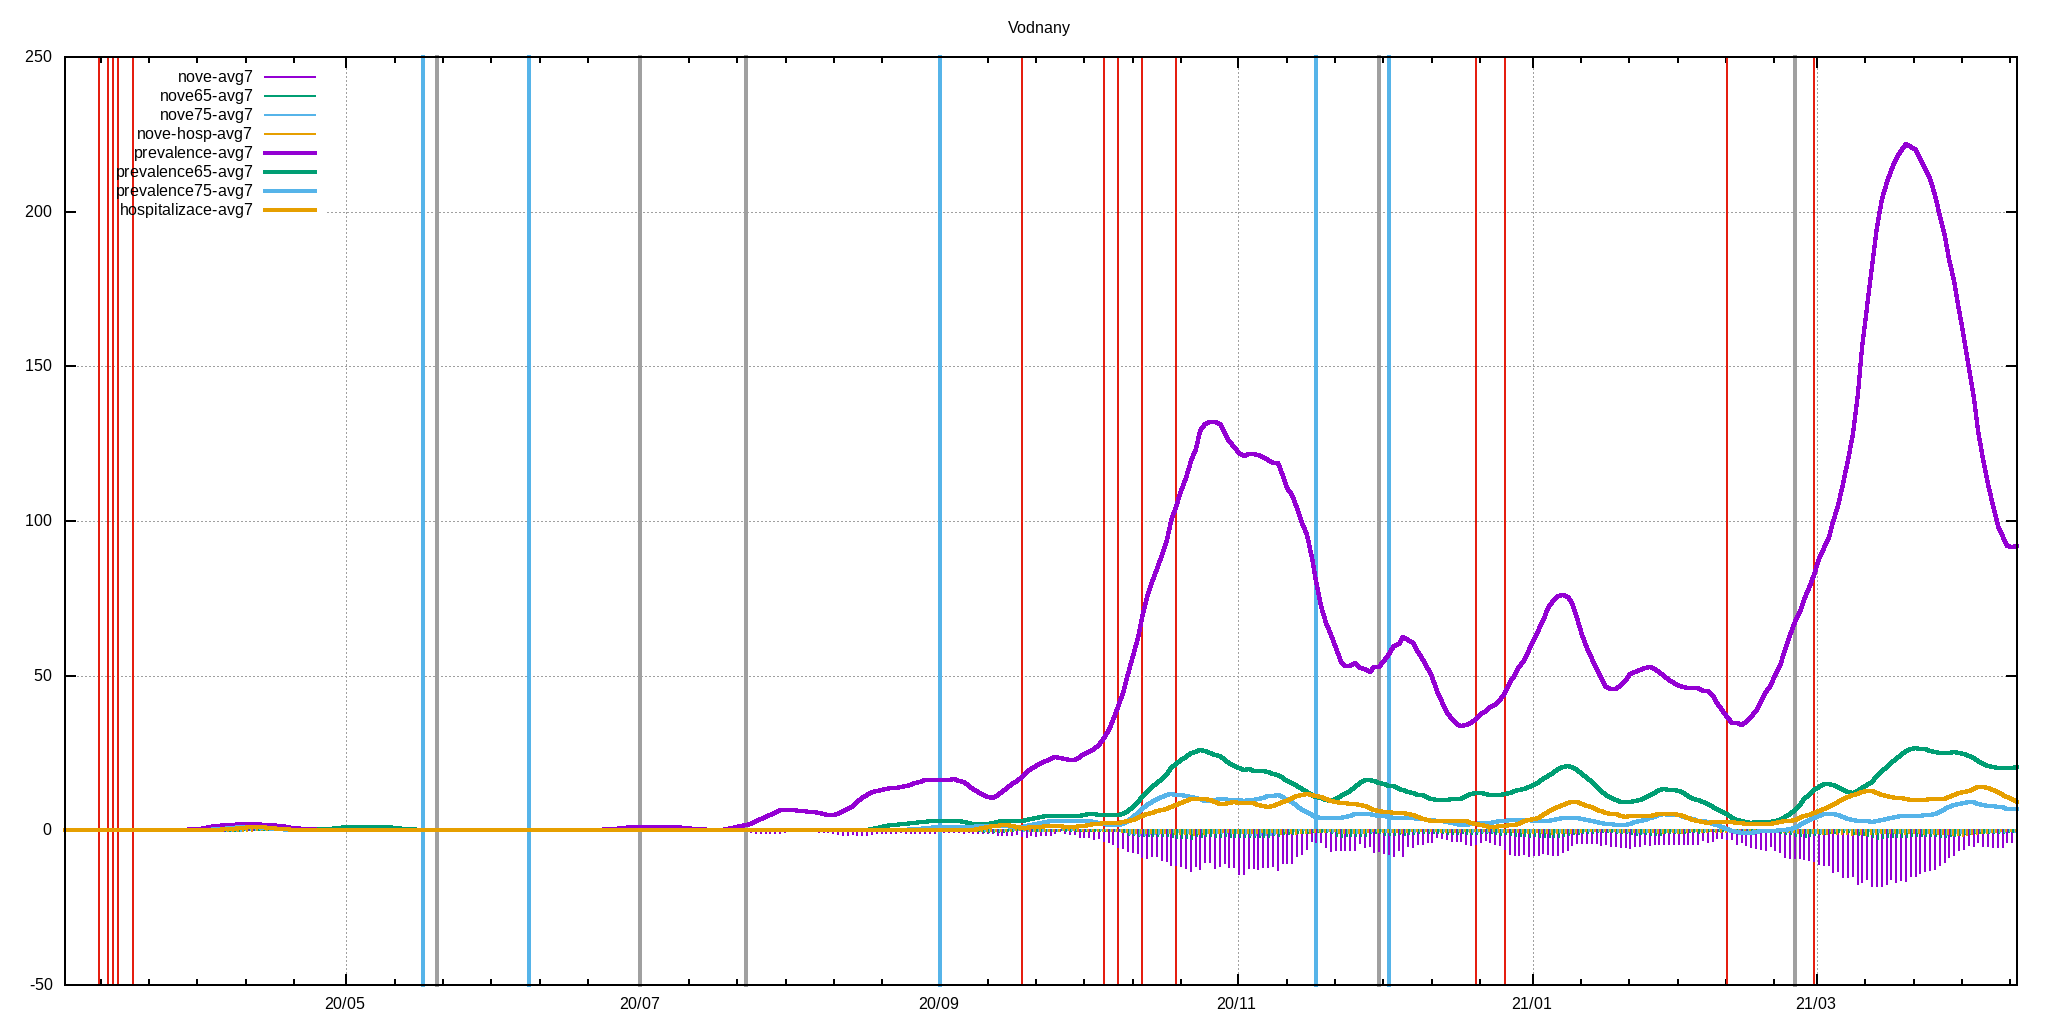 Vodnany
250
200
150
100
50
0
-50
nove-avg7
nove65-avg7
nove75-avg7
nove-hosp-avg7
prevalence-avg7
prevalence65-avg7
prevalence75-avg7
hospitalizace-avg7
20/05 20/07 20/09 20/11 21/01 21/03